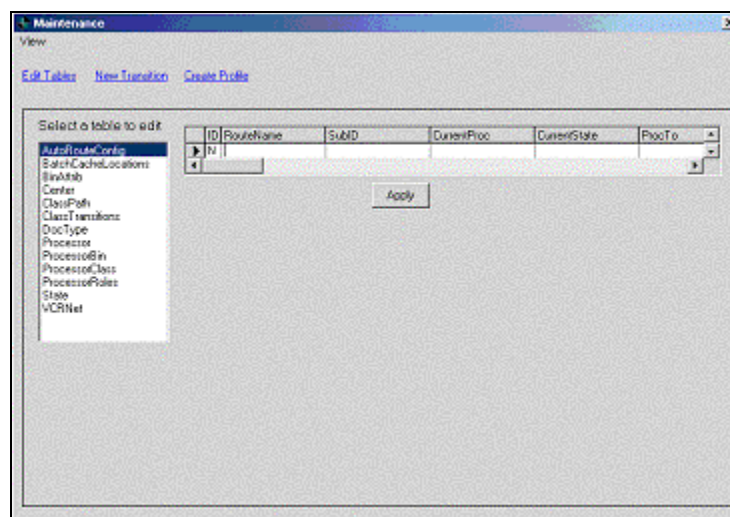 Maintenance
View
Edit Tables New Transition Create Profile
Select a table to edit
ID RouteName SubID CurrentProc CurrentState ProcTo
N
AutoRouteConfig
BatchCacheLocations
BinAttrib
Center
ClassPath
ClassTransitions
DocType
Processor
ProcessorBin
ProcessorClass
ProcessorRoles
State
VCRNet
Apply